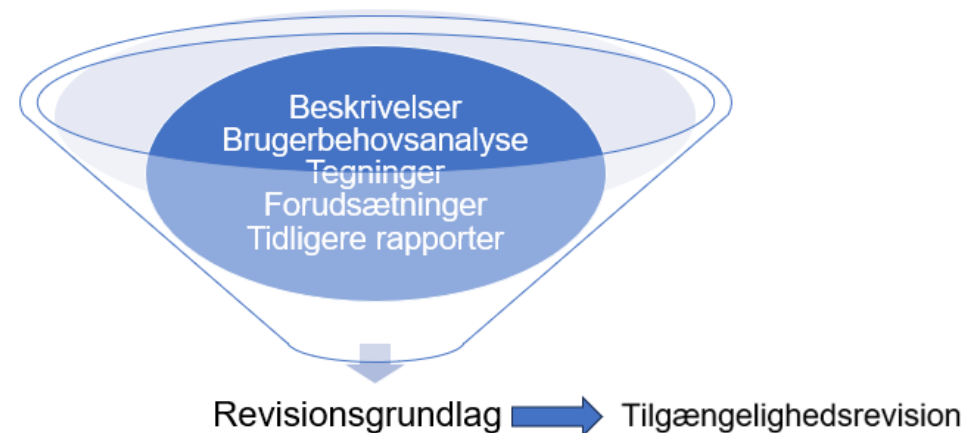 Beskrivelser
Brugerbehovsanalyse
Tegninger
Forudsætninger
Tidligere rapporter
Revisionsgrundlag Tilgængelighedsrevision